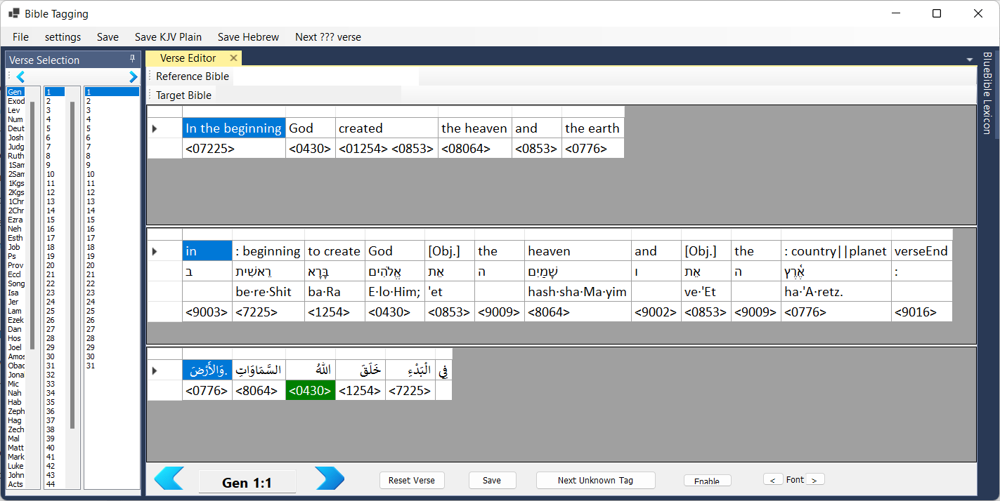 Bible Tagging
File settings Save Save KJV Plain Save Hebrew Next ??? verse
Verse Selection
Gen 1 1
Exod 2 2
Lev 3 3
Num 4 4
Deut 5 5
Josh 6 6
Judg 7 7
Ruth 8 8
1Sam 9 9
2Sam 10 10
1Kgs 11 11
2Kgs 12 12
1Chr 13 13
2Chr 14 14
Ezra 15 15
Neh 16 16
Esth 17 17
Job 18 18
Ps 19 19
Prov 20 20
Eccl 21 21
Song 22 22
Isa 23 23
Jer 24 24
Lam 25 25
Ezek 26 26
Dan 27 27
Hos 28 28
Joel 29 29
Amos 30 30
Obad 31 31
Jona 32
Mic 33
Nah 34
Hab 35
Zeph 36
Hag 37
Zech 38
Mal 39
Matt 40
Mark 41
Luke 42
John 43
Acts 44
Verse Editor
Reference Bible
Target Bible
In the beginning God created the heaven and the earth
<07225> <0430> <01254> <0853> <08064> <0853> <0776>
in : beginning to create God [Obj.] the heaven and [Obj.] the : country||planet verseEnd
ב רֵאשִׁית בָּרָא אֱלֹהִים אֵת ה שָׁמַיִם ו אֵת ה אָ֫רֶץ :
be·re·Shit ba·Ra E·lo·Him; 'et hash·sha·Ma·yim ve·'Et ha·'A·retz.
<9003> <7225> <1254> <0430> <0853> <9009> <8064> <9002> <0853> <9009> <0776> <9016>
فِي الْبَدْءِ خَلَقَ اللهُ السَّمَاوَاتِ وَالأَرْضَ.
<0776> <8064> <0430> <1254> <7225>
Gen 1:1
Reset Verse Save Next Unknown Tag Enable < Font >
BlueBible Lexicon